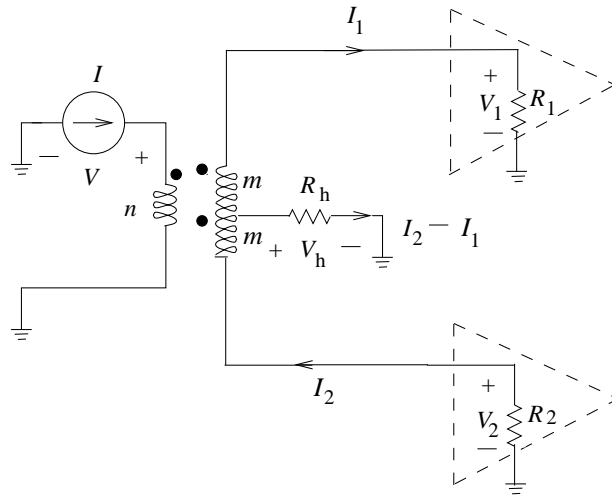 I₁
I
+
V₁
−
R₁
− +
V
n
m
m
R_h
+ V_h −
I₂ − I₁
I₂
+
V₂
−
R₂